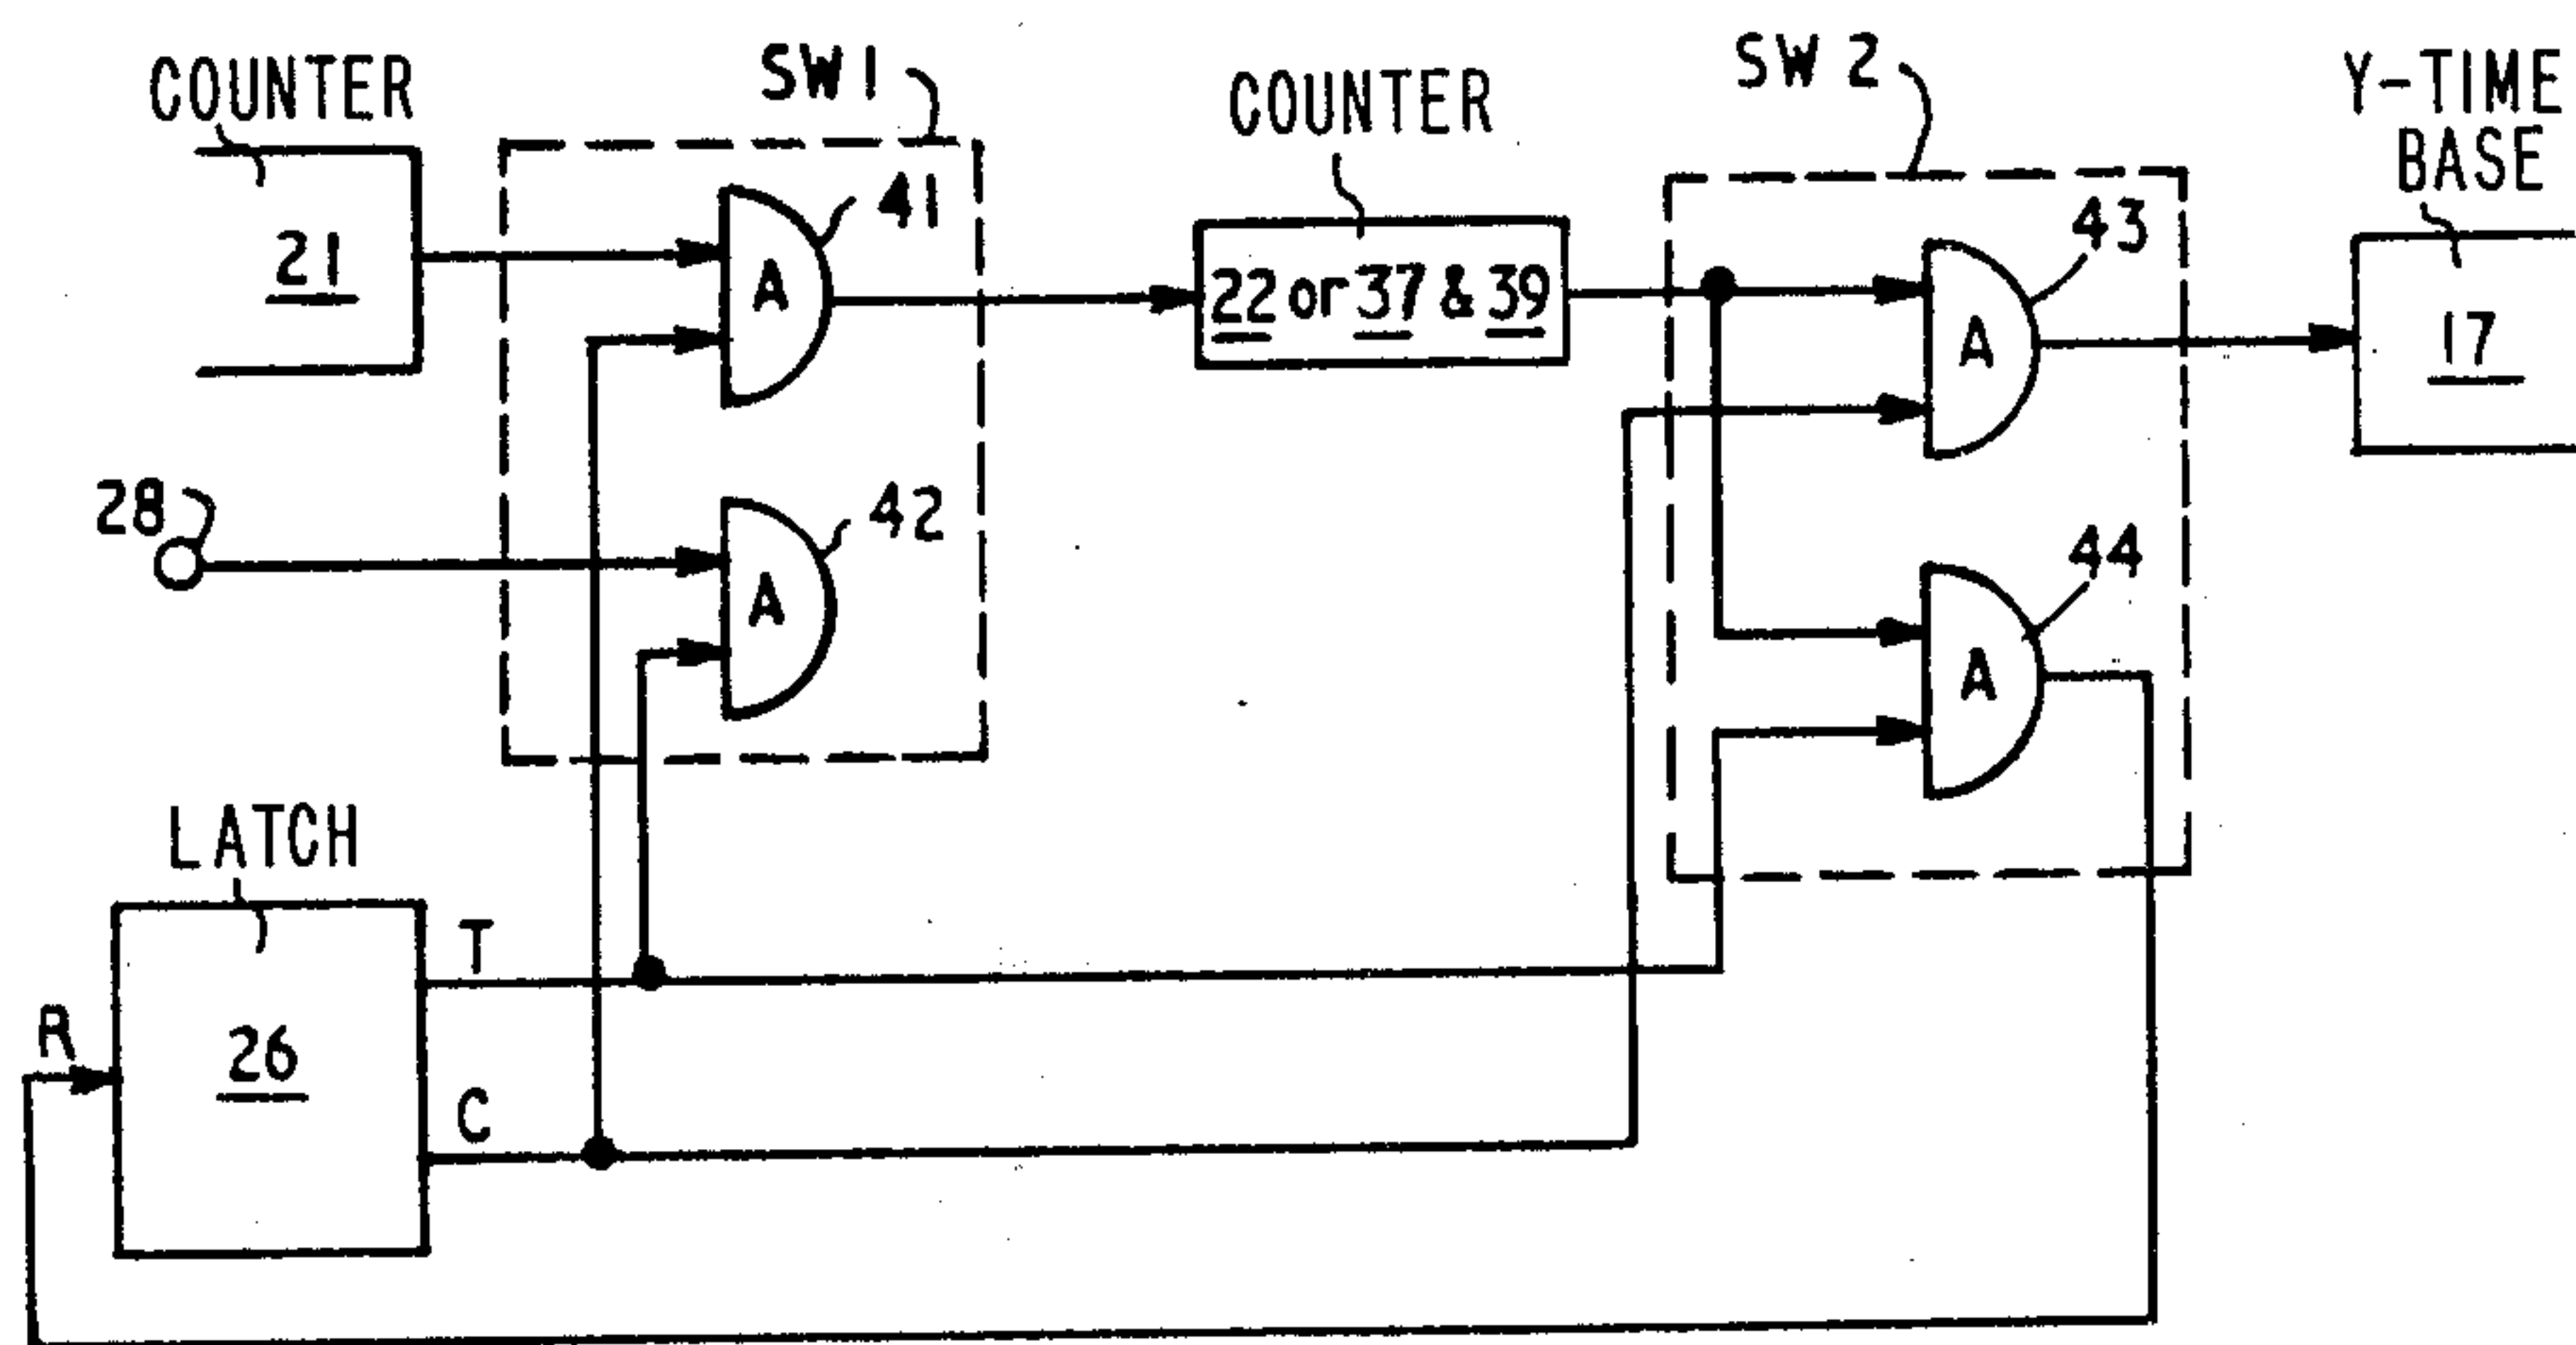 COUNTER
SW1
COUNTER
SW 2
Y-TIME
BASE
21
41
A
22 or 37 & 39
43
A
17
28
42
A
44
A
LATCH
T
R
26
C